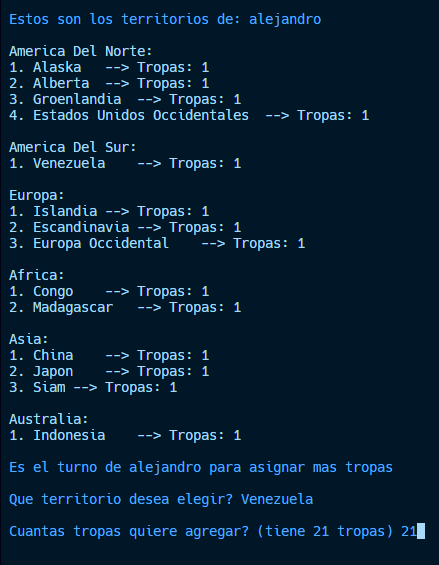 Estos son los territorios de: alejandro
America Del Norte:
1. Alaska --> Tropas: 1
2. Alberta --> Tropas: 1
3. Groenlandia --> Tropas: 1
4. Estados Unidos Occidentales --> Tropas: 1
America Del Sur:
1. Venezuela --> Tropas: 1
Europa:
1. Islandia --> Tropas: 1
2. Escandinavia --> Tropas: 1
3. Europa Occidental --> Tropas: 1
Africa:
1. Congo --> Tropas: 1
2. Madagascar --> Tropas: 1
Asia:
1. China --> Tropas: 1
2. Japon --> Tropas: 1
3. Siam --> Tropas: 1
Australia:
1. Indonesia --> Tropas: 1
Es el turno de alejandro para asignar mas tropas
Que territorio desea elegir? Venezuela
Cuantas tropas quiere agregar? (tiene 21 tropas) 21